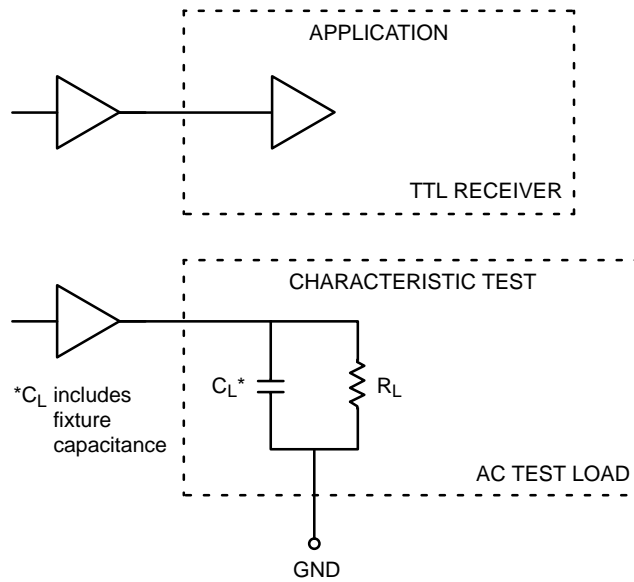 APPLICATION
TTL RECEIVER
CHARACTERISTIC TEST
*CL includes
fixture
capacitance
CL*
RL
AC TEST LOAD
GND